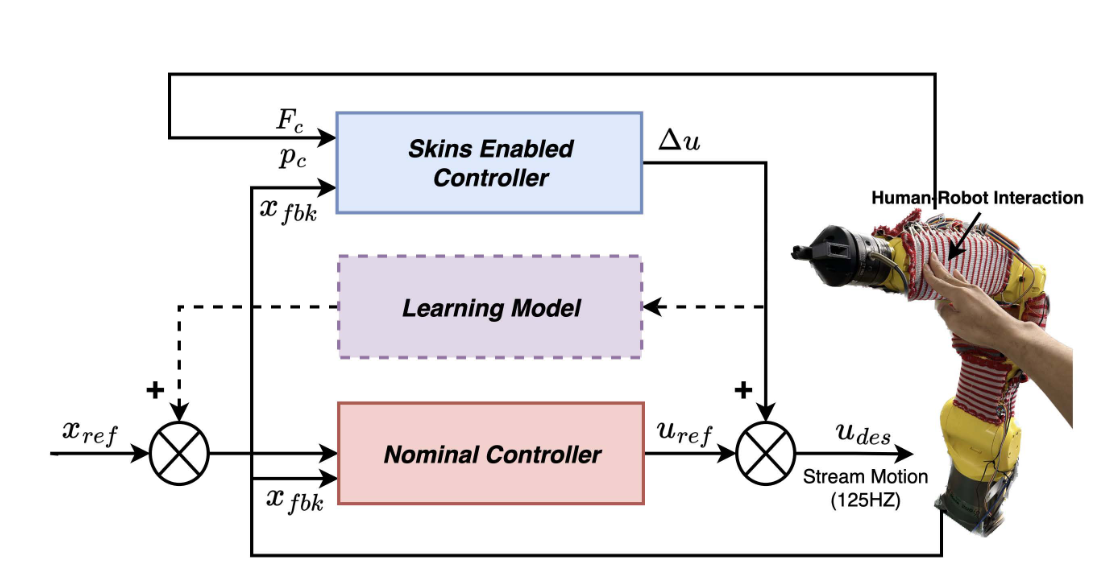 F_c
p_c
x_{fbk}
Skins Enabled
Controller
Δu
Human-Robot Interaction
Learning Model
+
+
x_{ref}
Nominal Controller
u_{ref}
u_{des}
x_{fbk}
Stream Motion
(125HZ)